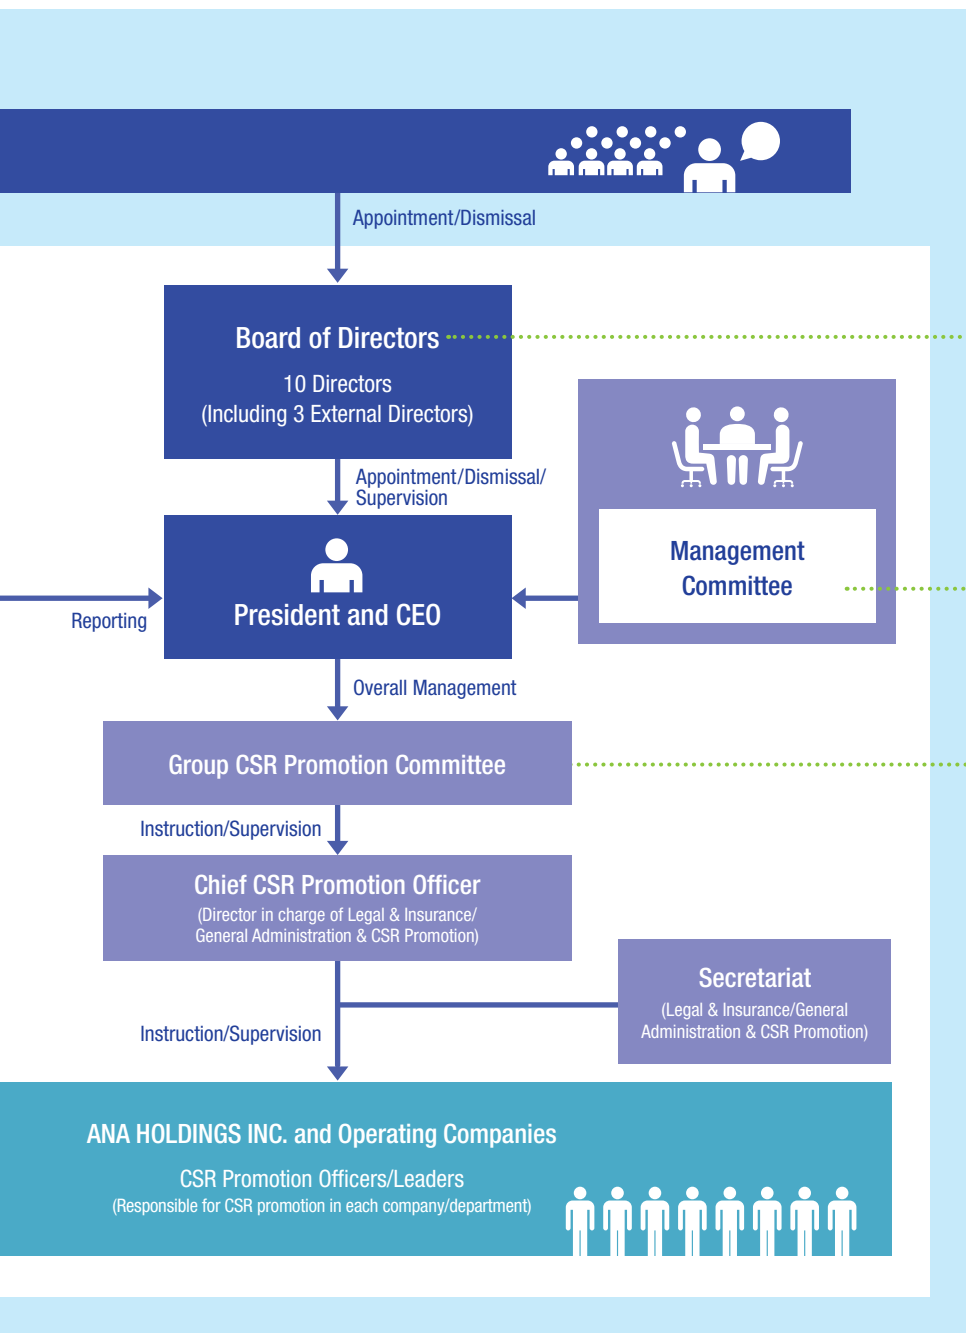 Appointment/Dismissal
Board of Directors
10 Directors
(Including 3 External Directors)
Appointment/Dismissal/
Supervision
Management
Committee
President and CEO
Reporting
Overall Management
Group CSR Promotion Committee
Instruction/Supervision
Chief CSR Promotion Officer
(Director in charge of Legal & Insurance/
General Administration & CSR Promotion)
Secretariat
(Legal & Insurance/General
Administration & CSR Promotion)
Instruction/Supervision
ANA HOLDINGS INC. and Operating Companies
CSR Promotion Officers/Leaders
(Responsible for CSR promotion in each company/department)